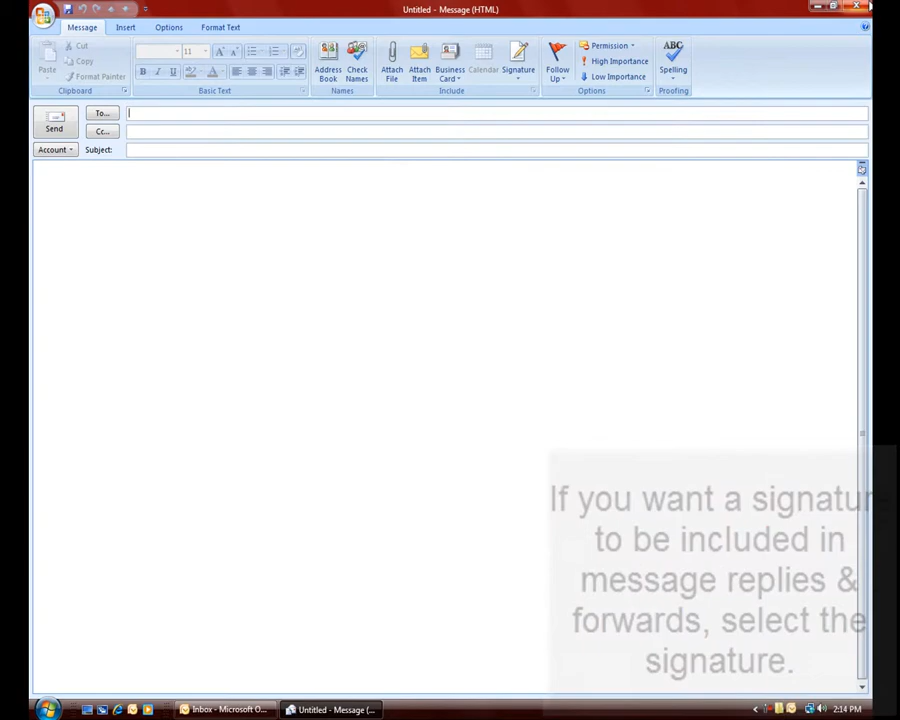 Untitled - Message (HTML)
Message Insert Options Format Text
Paste Cut Copy Format Painter
Clipboard
11
B I U A
Basic Text
Address Book Check Names
Names
Attach File Attach Item Business Card Calendar Signature
Include
Follow Up Permission High Importance Low Importance
Options
ABC Spelling
Proofing
Send To...
Cc...
Account Subject:
If you want a signature
to be included in
message replies &
forwards, select the
signature.
Inbox - Microsoft O... Untitled - Message (... 2:14 PM